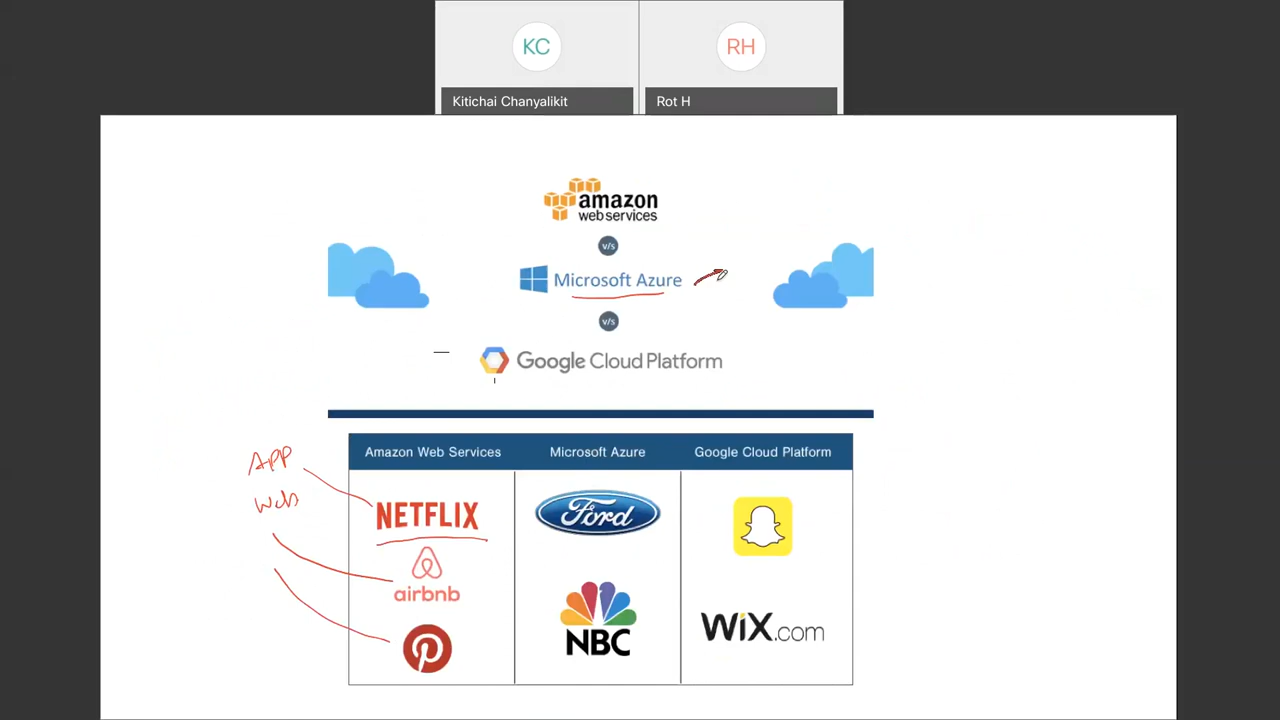 KC
RH
Kitichai Chanyalikit
Rot H
amazon
web services
v/s
Microsoft Azure
v/s
Google Cloud Platform
Amazon Web Services
Microsoft Azure
Google Cloud Platform
APP
Web
NETFLIX
Ford
airbnb
NBC
WiX.com